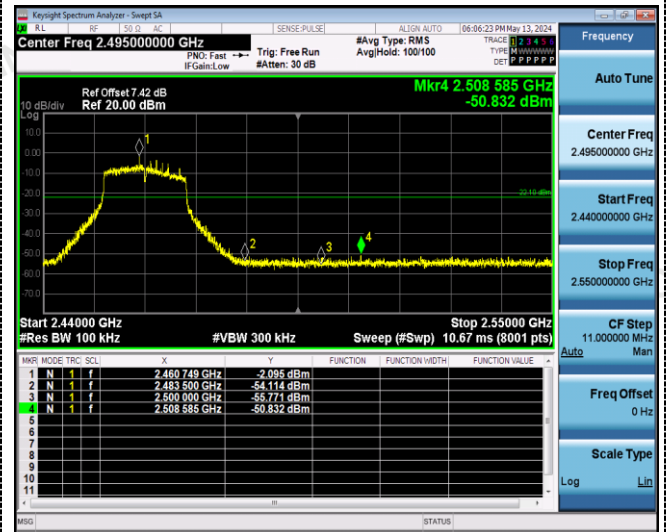 Keysight Spectrum Analyzer - Swept SA
RL RF 50 Ω AC SENSE:PULSE ALIGN AUTO 06:06:23 PM May 13, 2024
Center Freq 2.495000000 GHz #Avg Type: RMS TRACE 1 2 3 4 5 6
PNO: Fast Trig: Free Run Avg|Hold: 100/100 TYPE M WWWWW
IFGain:Low #Atten: 30 dB DET P P P P P P
Mkr4 2.508 585 GHz
Ref Offset 7.42 dB
10 dB/div Ref 20.00 dBm -50.832 dBm
Log
10.0
0.00
-10.0
-20.0
-22.10 dBm
-30.0
-40.0
-50.0
-60.0
-70.0
1
2
3
4
Start 2.44000 GHz Stop 2.55000 GHz
#Res BW 100 kHz #VBW 300 kHz Sweep (#Swp) 10.67 ms (8001 pts)
MKR MODE TRC SCL X Y FUNCTION FUNCTION WIDTH FUNCTION VALUE
1 N 1 f 2.460 749 GHz -2.095 dBm
2 N 1 f 2.483 500 GHz -54.114 dBm
3 N 1 f 2.500 000 GHz -55.771 dBm
4 N 1 f 2.508 585 GHz -50.832 dBm
5
6
7
8
9
10
11
MSG STATUS
Frequency
Auto Tune
Center Freq
2.495000000 GHz
Start Freq
2.440000000 GHz
Stop Freq
2.550000000 GHz
CF Step
11.000000 MHz
Auto Man
Freq Offset
0 Hz
Scale Type
Log Lin